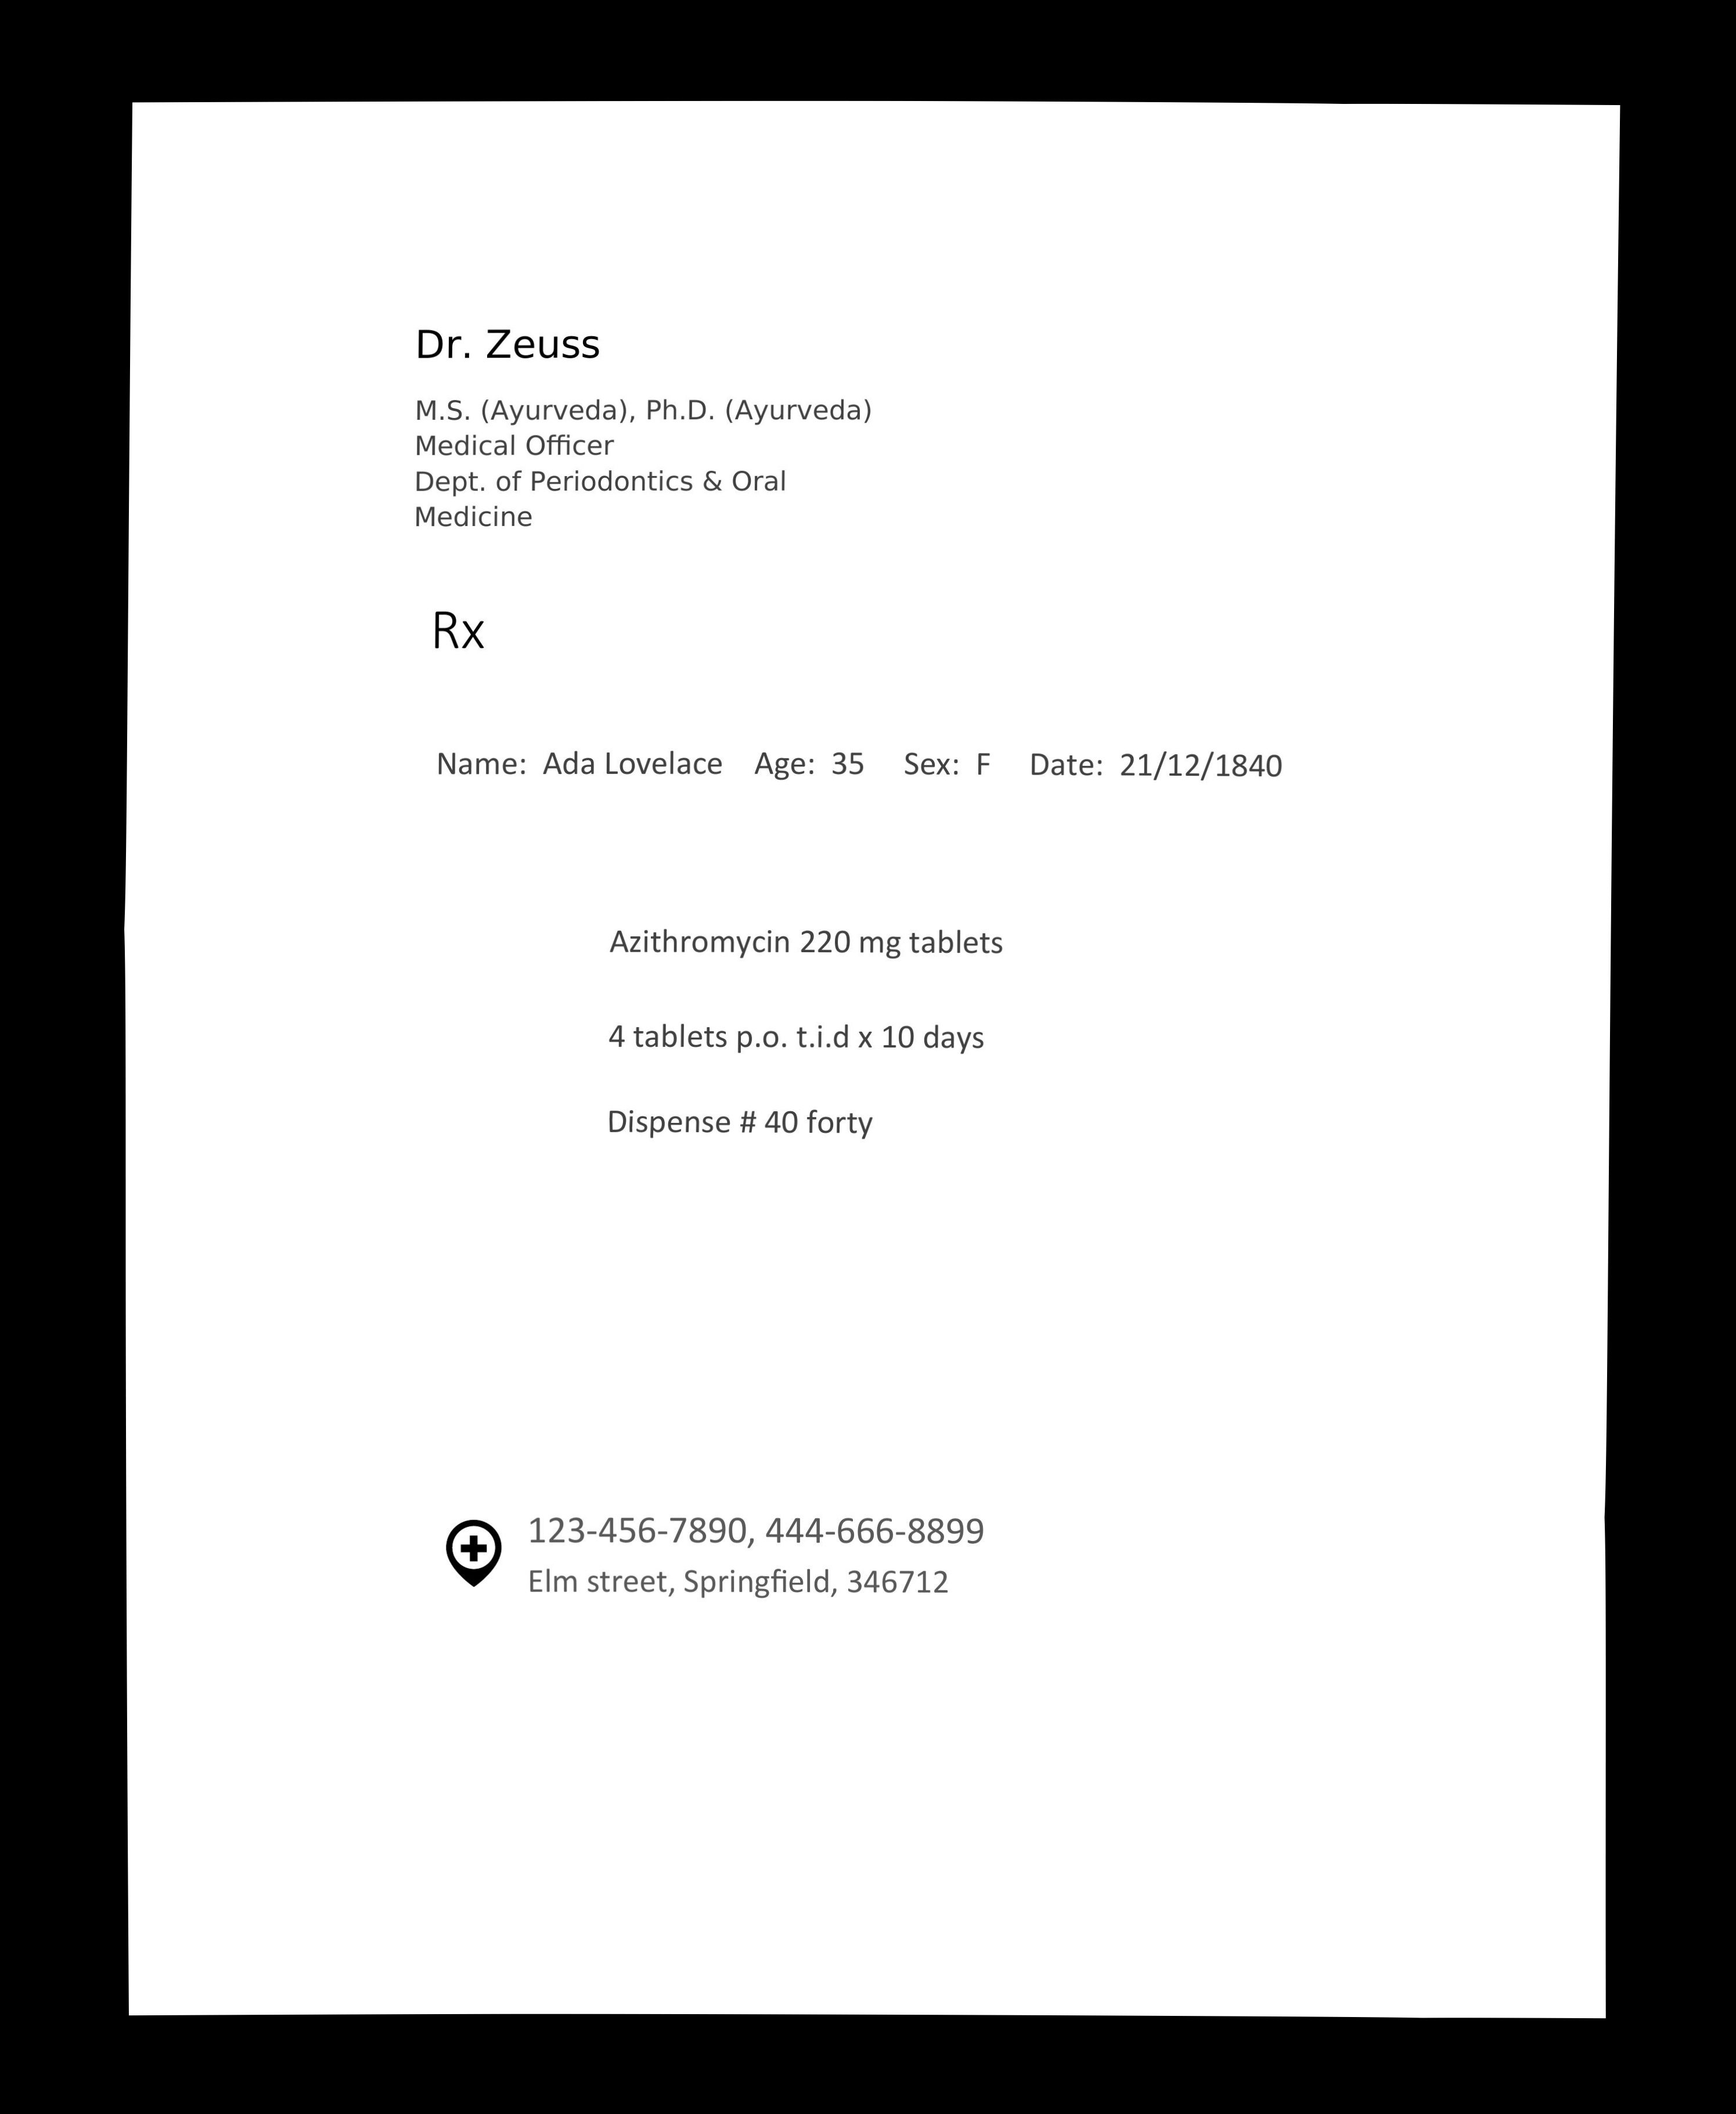 Dr. Zeuss
M.S. (Ayurveda), Ph.D. (Ayurveda)
Medical Officer
Dept. of Periodontics & Oral
Medicine
Rx
Name: Ada Lovelace Age: 35 Sex: F Date: 21/12/1840
Azithromycin 220 mg tablets
4 tablets p.o. t.i.d x 10 days
Dispense # 40 forty
123-456-7890, 444-666-8899
Elm street, Springfield, 346712